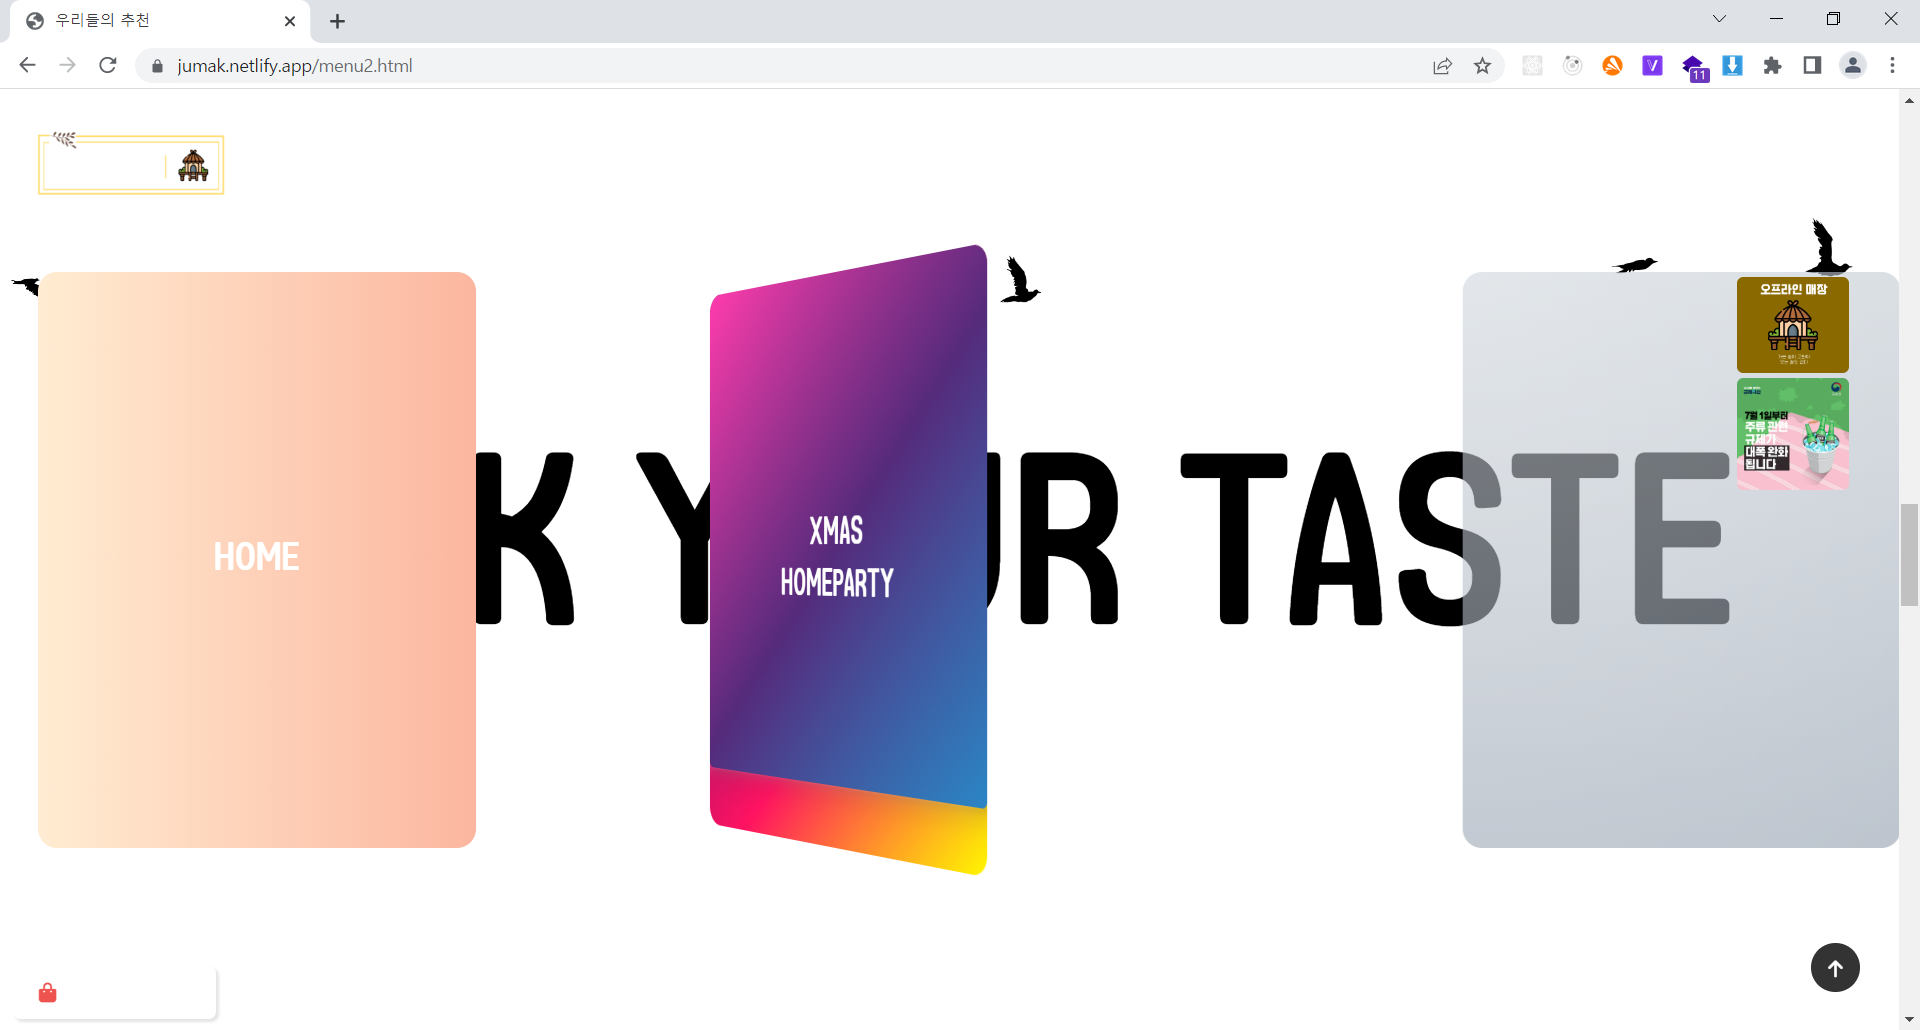 우리들의 추천
jumak.netlify.app/menu2.html
11
오프라인 매장
7월 1일부터
주류 관련
규제가
대폭 완화
됩니다
HOME
K Y UR TASTE
XMAS
HOMEPARTY